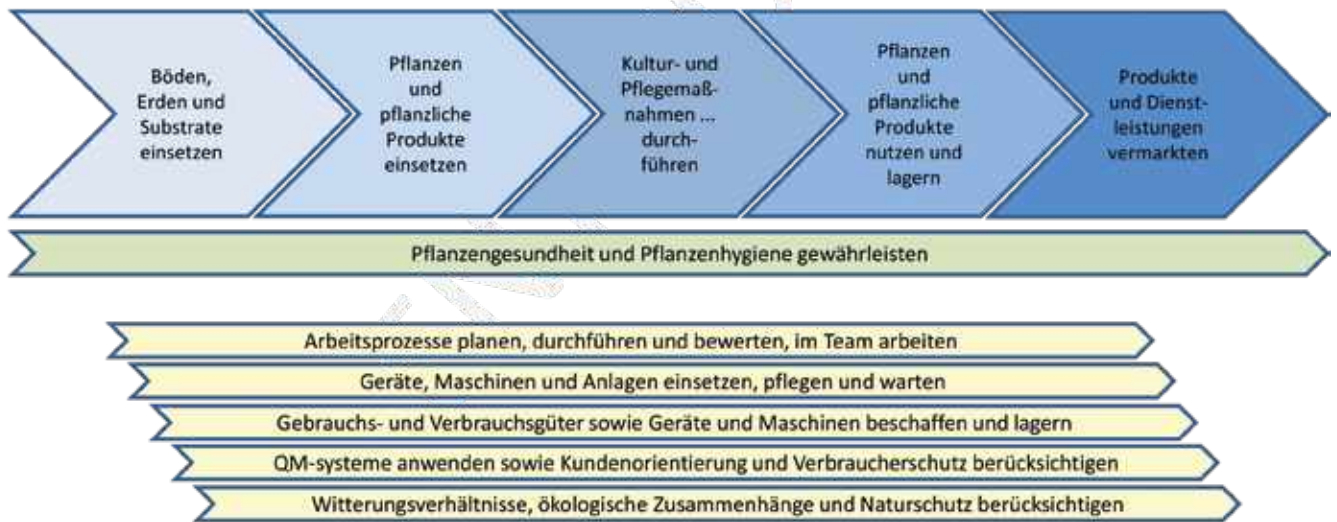 Böden,
Erden und
Substrate
einsetzen
Pflanzen
und
pflanzliche
Produkte
einsetzen
Kultur- und
Pflegemaß-
nahmen ...
durch-
führen
Pflanzen
und
pflanzliche
Produkte
nutzen und
lagern
Produkte
und Dienst-
leistungen
vermarkten
Pflanzengesundheit und Pflanzenhygiene gewährleisten
Arbeitsprozesse planen, durchführen und bewerten, im Team arbeiten
Geräte, Maschinen und Anlagen einsetzen, pflegen und warten
Gebrauchs- und Verbrauchsgüter sowie Geräte und Maschinen beschaffen und lagern
QM-systeme anwenden sowie Kundenorientierung und Verbraucherschutz berücksichtigen
Witterungsverhältnisse, ökologische Zusammenhänge und Naturschutz berücksichtigen